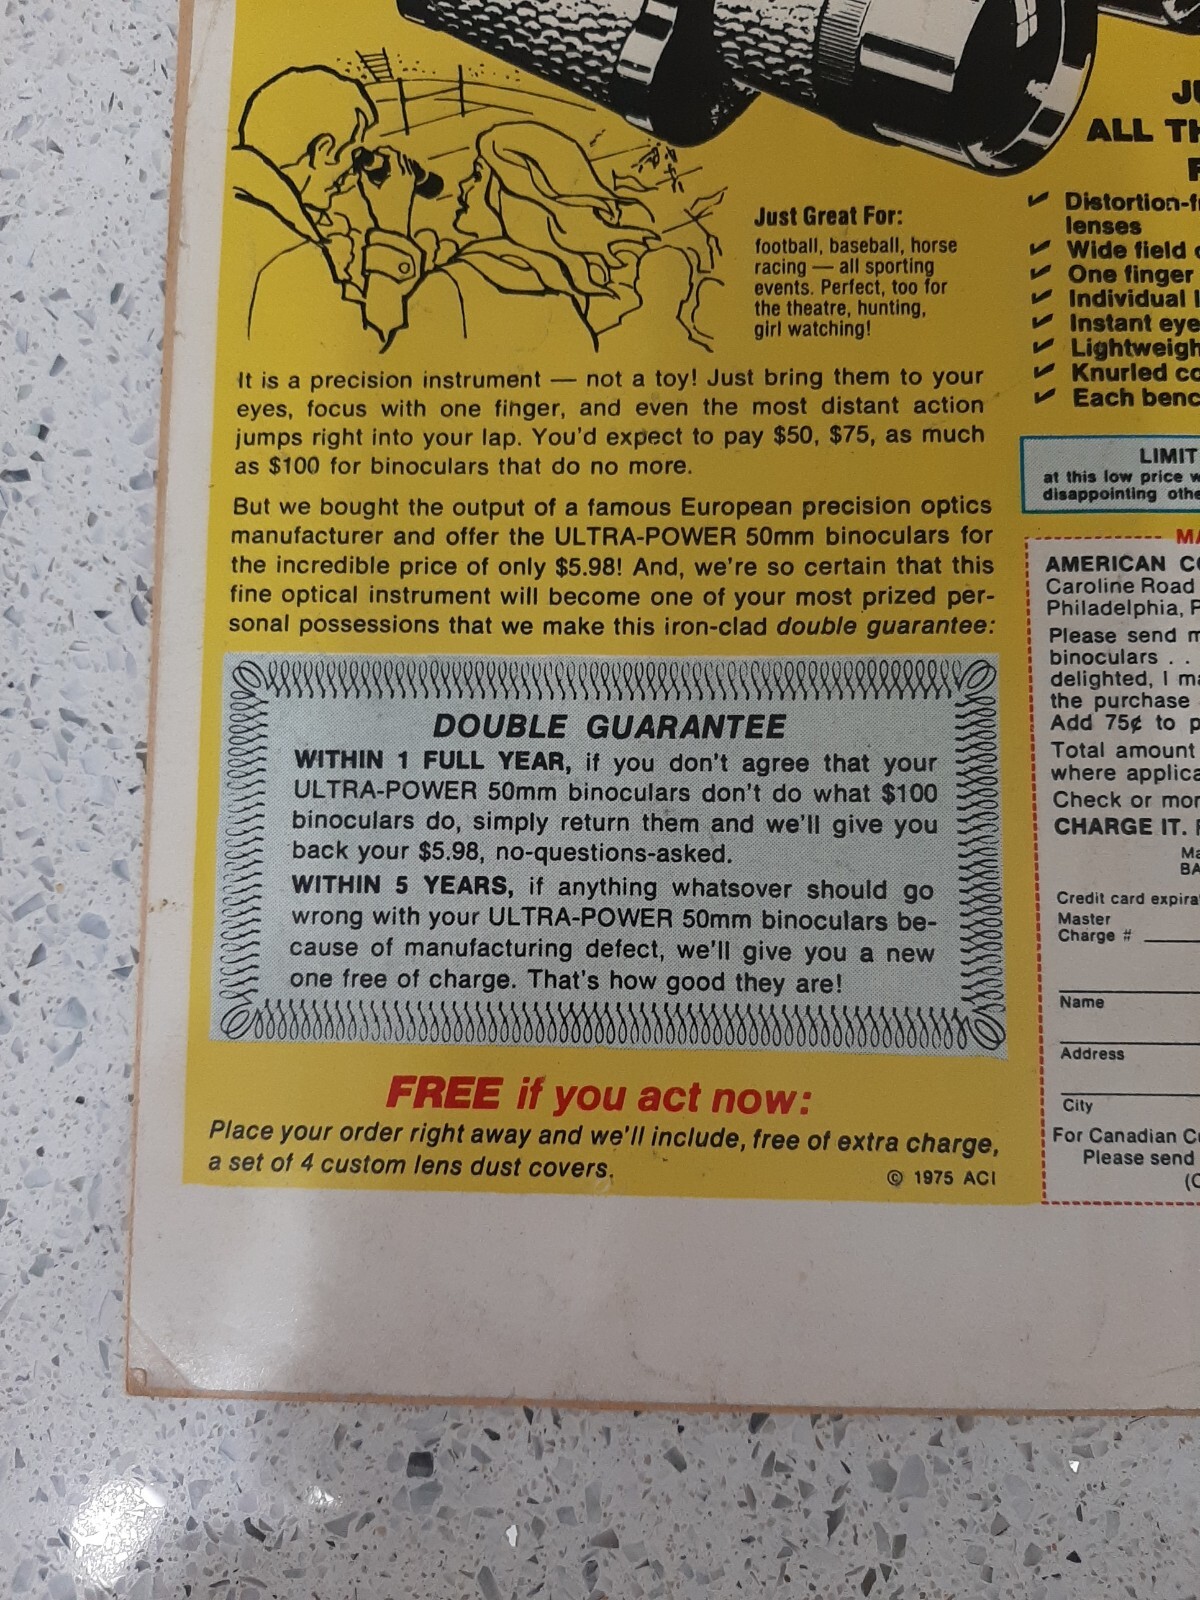 Just Great For:
football, baseball, horse
racing — all sporting
events. Perfect, too for
the theatre, hunting,
girl watching!
It is a precision instrument — not a toy! Just bring them to your
eyes, focus with one finger, and even the most distant action
jumps right into your lap. You'd expect to pay $50, $75, as much
as $100 for binoculars that do no more.
But we bought the output of a famous European precision optics
manufacturer and offer the ULTRA-POWER 50mm binoculars for
the incredible price of only $5.98! And, we're so certain that this
fine optical instrument will become one of your most prized per-
sonal possessions that we make this iron-clad double guarantee:
DOUBLE GUARANTEE
WITHIN 1 FULL YEAR, if you don't agree that your
ULTRA-POWER 50mm binoculars don't do what $100
binoculars do, simply return them and we'll give you
back your $5.98, no-questions-asked.
WITHIN 5 YEARS, if anything whatsover should go
wrong with your ULTRA-POWER 50mm binoculars be-
cause of manufacturing defect, we'll give you a new
one free of charge. That's how good they are!
FREE if you act now:
Place your order right away and we'll include, free of extra charge,
a set of 4 custom lens dust covers.
© 1975 ACI
ALL
Distortion-
lenses
Wide field
One finger
Individual
Instant eye
Lightweigh
Knurled
Each
LIMIT
at this low price
disappointing
AMERICAN
Caroline Road
Philadelphia,
Please send
binoculars . .
delighted, I
the purchase
Add 75¢ to
Total amount
where
Check or
CHARGE IT.
Credit card
Master
Charge #
Name
Address
City
For Canadian
Please send